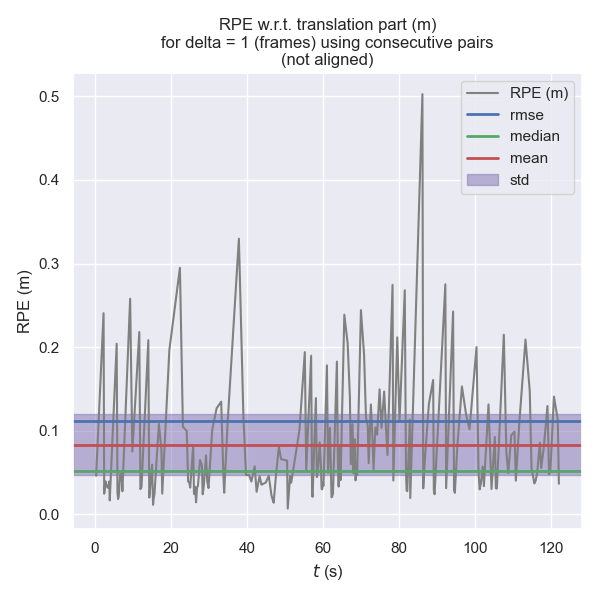 RPE w.r.t. translation part (m)
for delta = 1 (frames) using consecutive pairs
(not aligned)
RPE (m)
rmse
median
mean
std
RPE (m)
0.5
0.4
0.3
0.2
0.1
0.0
0 20 40 60 80 100 120
t (s)